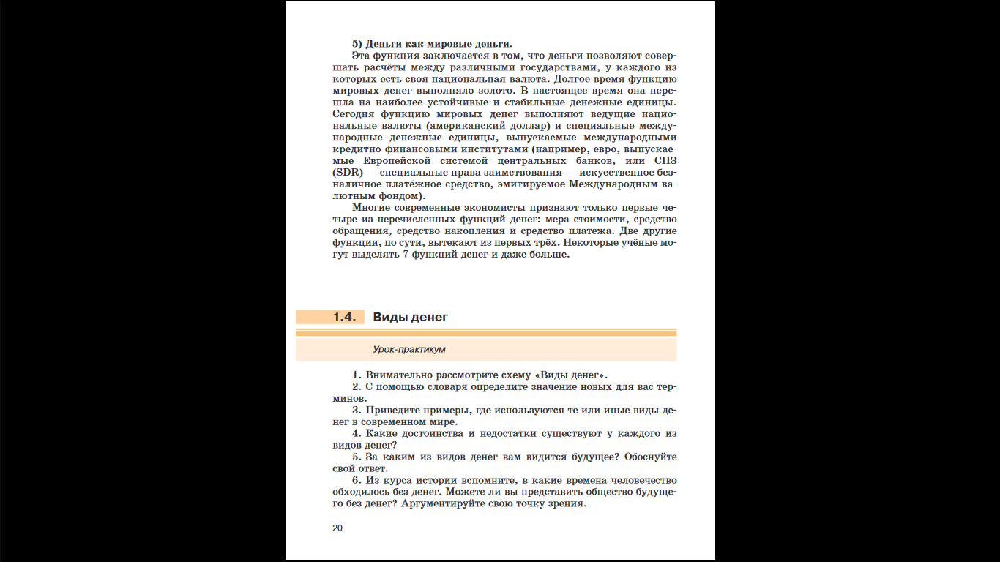 5) Деньги как мировые деньги.
Эта функция заключается в том, что деньги позволяют совер-
шать расчёты между различными государствами, у каждого из
которых есть своя национальная валюта. Долгое время функцию
мировых денег выполняло золото. В настоящее время она пере-
шла на наиболее устойчивые и стабильные денежные единицы.
Сегодня функцию мировых денег выполняют ведущие нацио-
нальные валюты (американский доллар) и специальные между-
народные денежные единицы, выпускаемые международными
кредитно-финансовыми институтами (например, евро, выпускае-
мые Европейской системой центральных банков, или СПЗ
(SDR) — специальные права заимствования — искусственное без-
наличное платёжное средство, эмитируемое Международным ва-
лютным фондом).
Многие современные экономисты признают только первые че-
тыре из перечисленных функций денег: мера стоимости, средство
обращения, средство накопления и средство платежа. Две другие
функции, по сути, вытекают из первых трёх. Некоторые учёные мо-
гут выделять 7 функций денег и даже больше.
1.4. Виды денег
Урок-практикум
1. Внимательно рассмотрите схему «Виды денег».
2. С помощью словаря определите значение новых для вас тер-
минов.
3. Приведите примеры, где используются те или иные виды де-
нег в современном мире.
4. Какие достоинства и недостатки существуют у каждого из
видов денег?
5. За каким из видов денег вам видится будущее? Обоснуйте
свой ответ.
6. Из курса истории вспомните, в какие времена человечество
обходилось без денег. Можете ли вы представить общество будуще-
го без денег? Аргументируйте свою точку зрения.
20